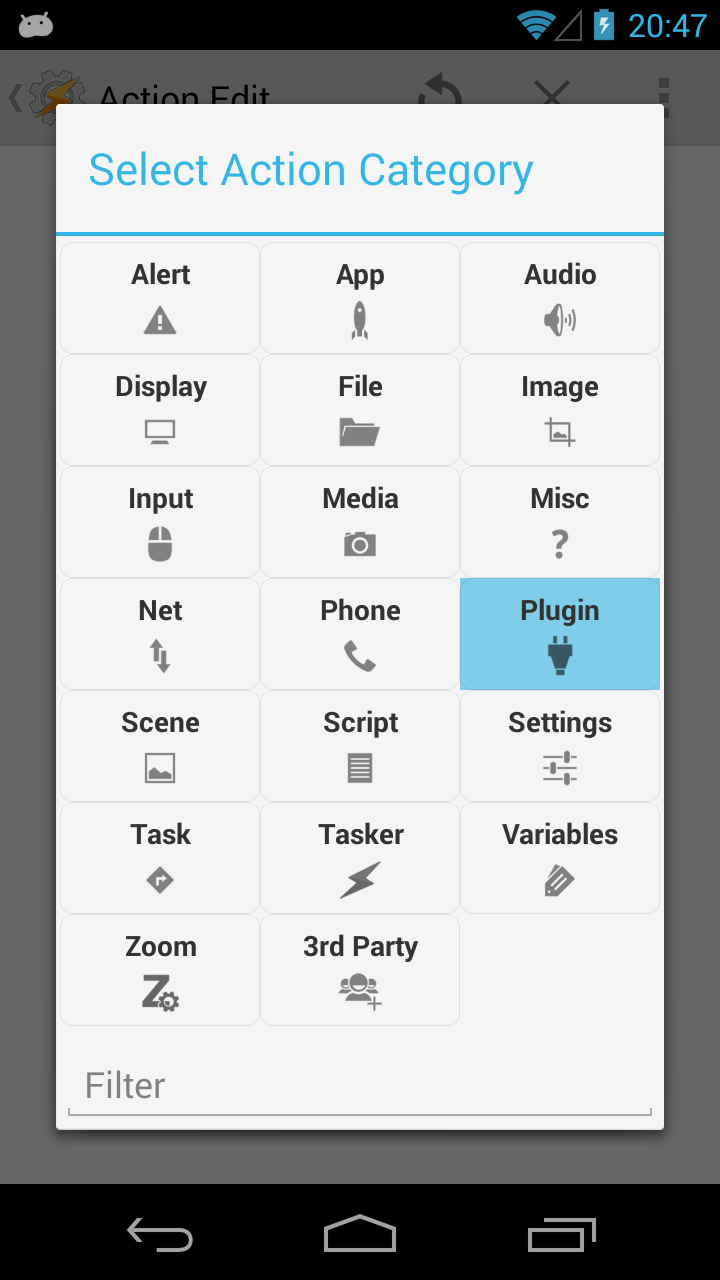 20:47
Action Edit
Select Action Category
Alert App Audio
Display File Image
Input Media Misc
Net Phone Plugin
Scene Script Settings
Task Tasker Variables
Zoom 3rd Party
Filter